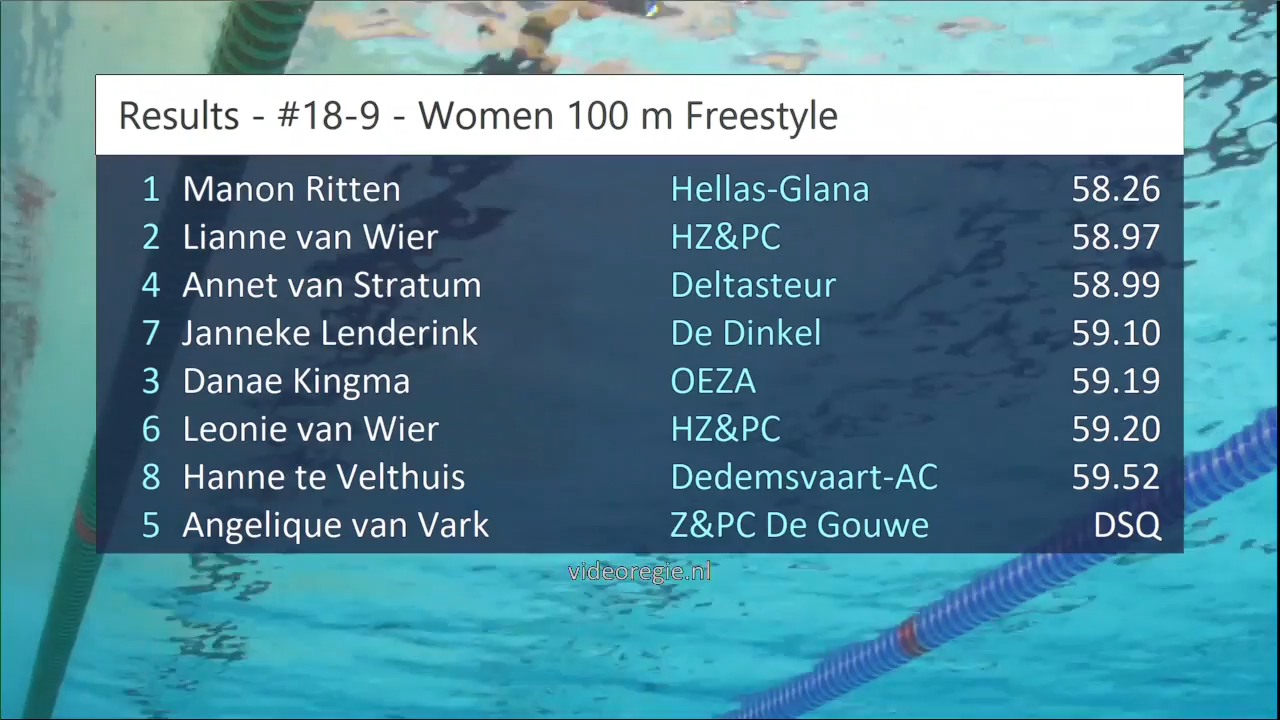 Results - #18-9 - Women 100 m Freestyle
1 Manon Ritten Hellas-Glana 58.26
2 Lianne van Wier HZ&PC 58.97
4 Annet van Stratum Deltasteur 58.99
7 Janneke Lenderink De Dinkel 59.10
3 Danae Kingma OEZA 59.19
6 Leonie van Wier HZ&PC 59.20
8 Hanne te Velthuis Dedemsvaart-AC 59.52
5 Angelique van Vark Z&PC De Gouwe DSQ
videoregie.nl